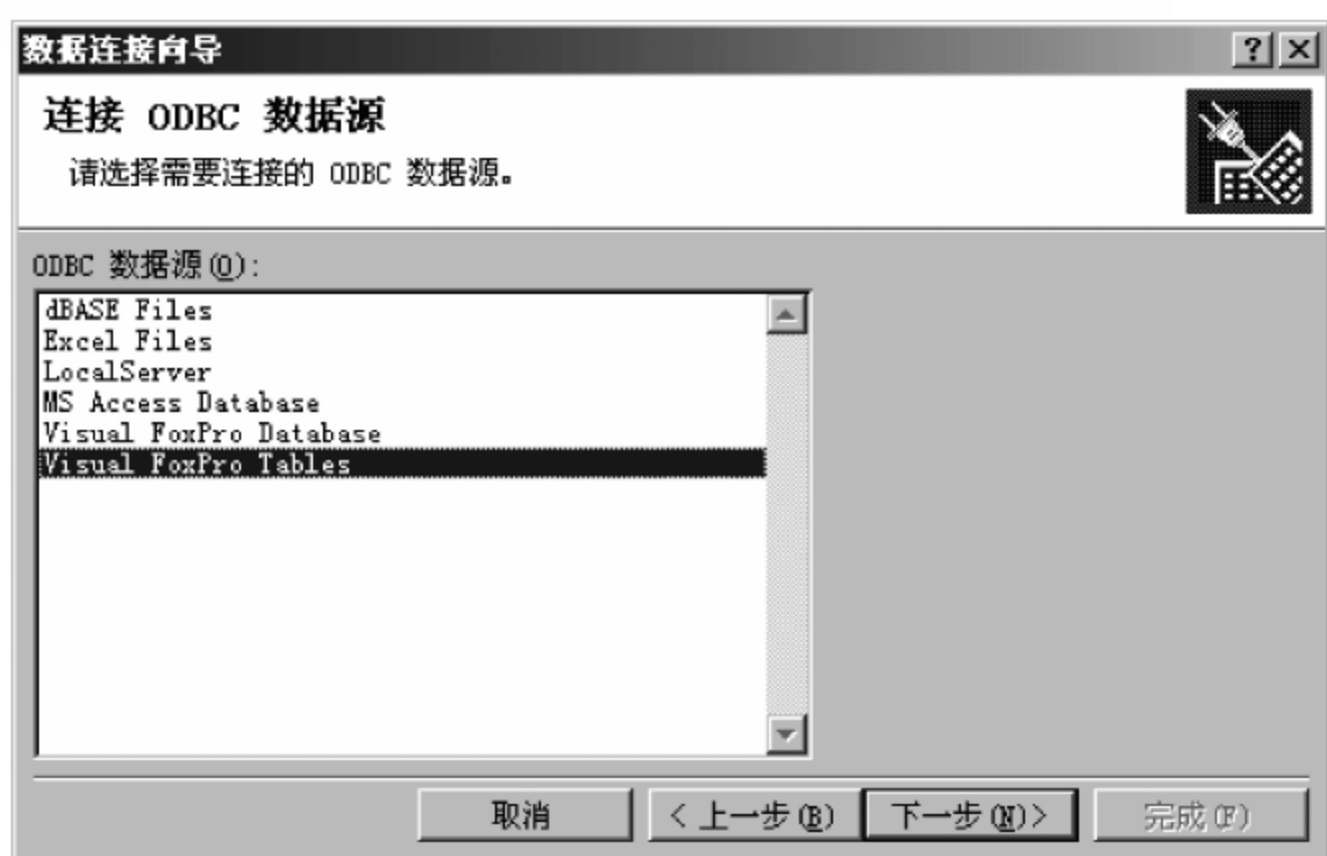 数据连接向导
连接 ODBC 数据源
请选择需要连接的 ODBC 数据源。
ODBC 数据源(O):
dBASE Files
Excel Files
LocalServer
MS Access Database
Visual FoxPro Database
Visual FoxPro Tables
取消 < 上一步(B) 下一步(N)> 完成(F)